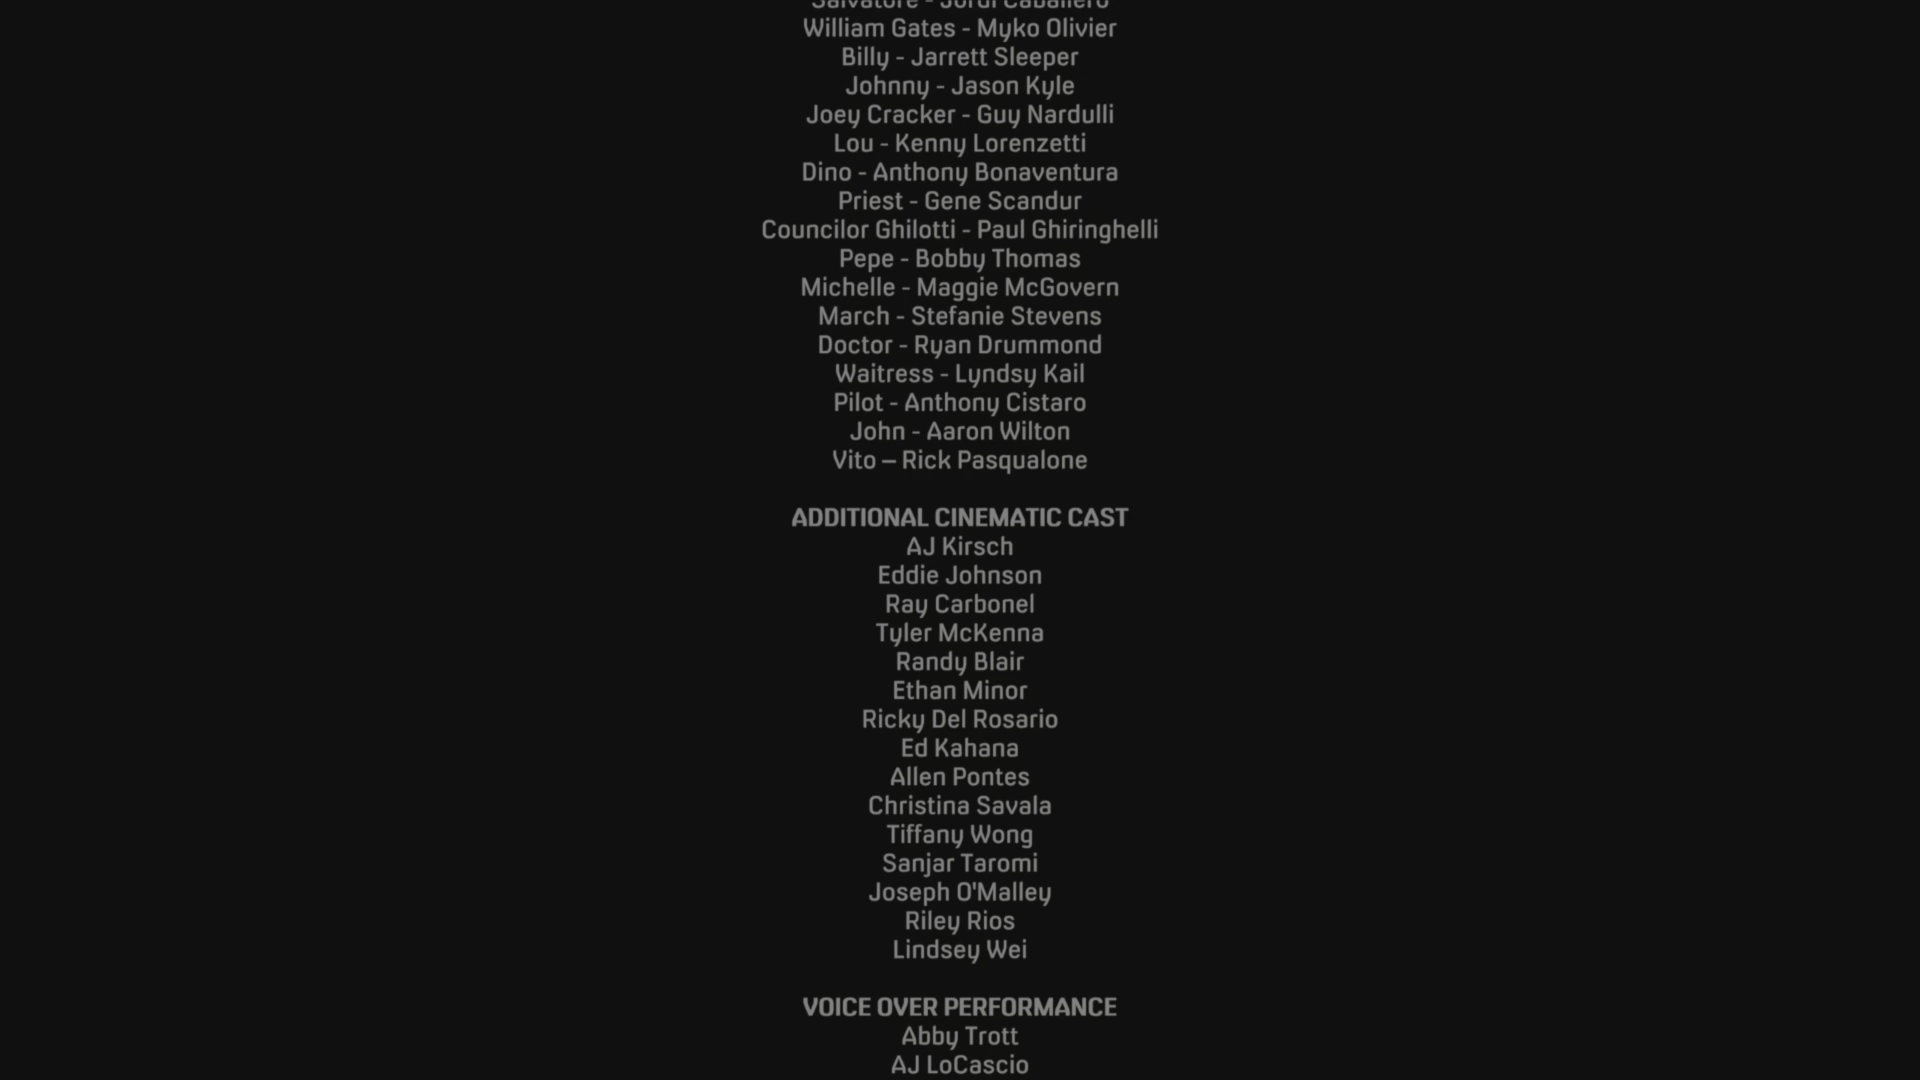 Salvatore - Jordi Caballero
William Gates - Myko Olivier
Billy - Jarrett Sleeper
Johnny - Jason Kyle
Joey Cracker - Guy Nardulli
Lou - Kenny Lorenzetti
Dino - Anthony Bonaventura
Priest - Gene Scandur
Councilor Ghilotti - Paul Ghiringhelli
Pepe - Bobby Thomas
Michelle - Maggie McGovern
March - Stefanie Stevens
Doctor - Ryan Drummond
Waitress - Lyndsy Kail
Pilot - Anthony Cistaro
John - Aaron Wilton
Vito – Rick Pasqualone
ADDITIONAL CINEMATIC CAST
AJ Kirsch
Eddie Johnson
Ray Carbonel
Tyler McKenna
Randy Blair
Ethan Minor
Ricky Del Rosario
Ed Kahana
Allen Pontes
Christina Savala
Tiffany Wong
Sanjar Taromi
Joseph O'Malley
Riley Rios
Lindsey Wei
VOICE OVER PERFORMANCE
Abby Trott
AJ LoCascio